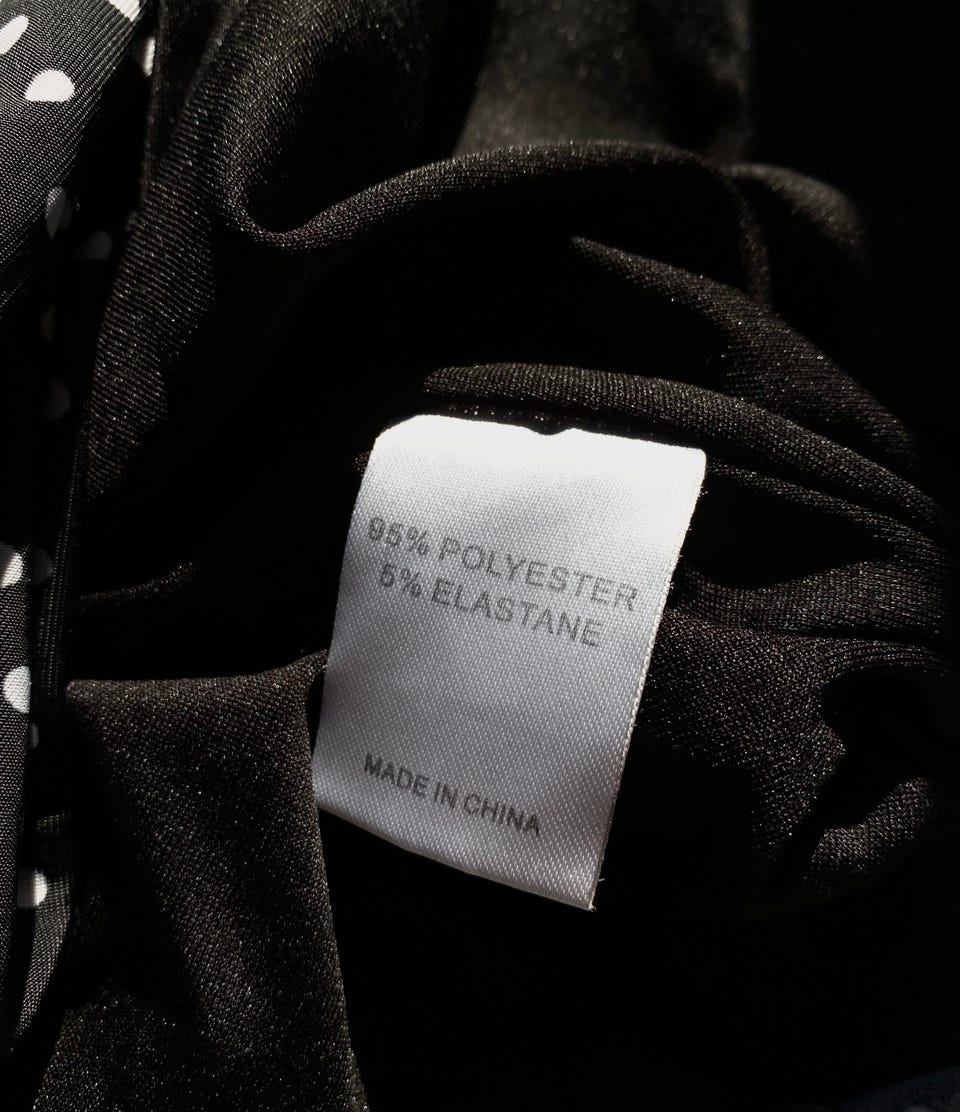 95% POLYESTER
5% ELASTANE
MADE IN CHINA